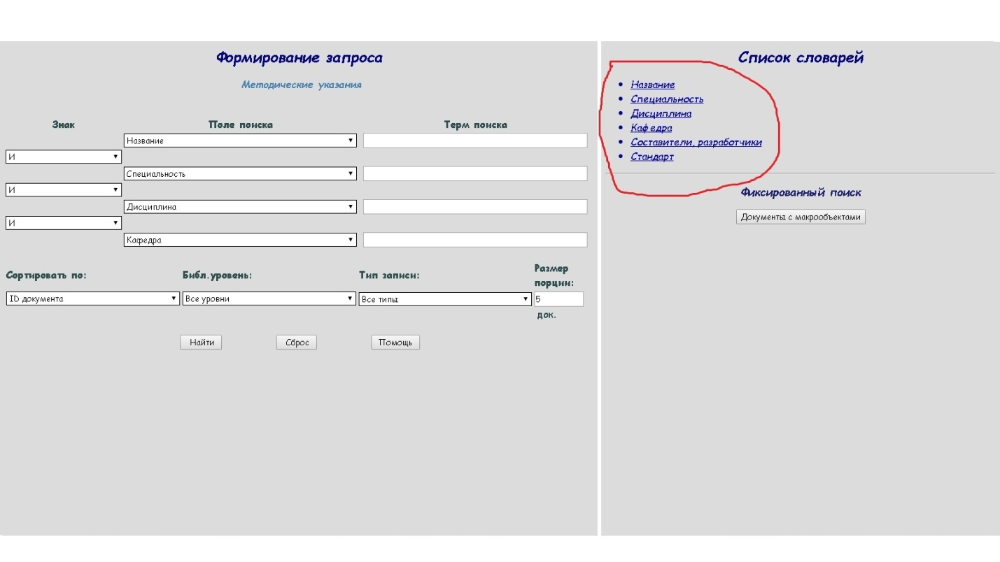 Формирование запроса
Методические указания
Знак Поле поиска Терм поиска
Название
И
Специальность
И
Дисциплина
И
Кафедра
Сортировать по: Библ.уровень: Тип записи: Размер порции:
ID документа Все уровни Все типы 5
док.
Найти Сброс Помощь
Список словарей
Название
Специальность
Дисциплина
Кафедра
Составители, разработчики
Стандарт
Фиксированный поиск
Документы с макрообъектами